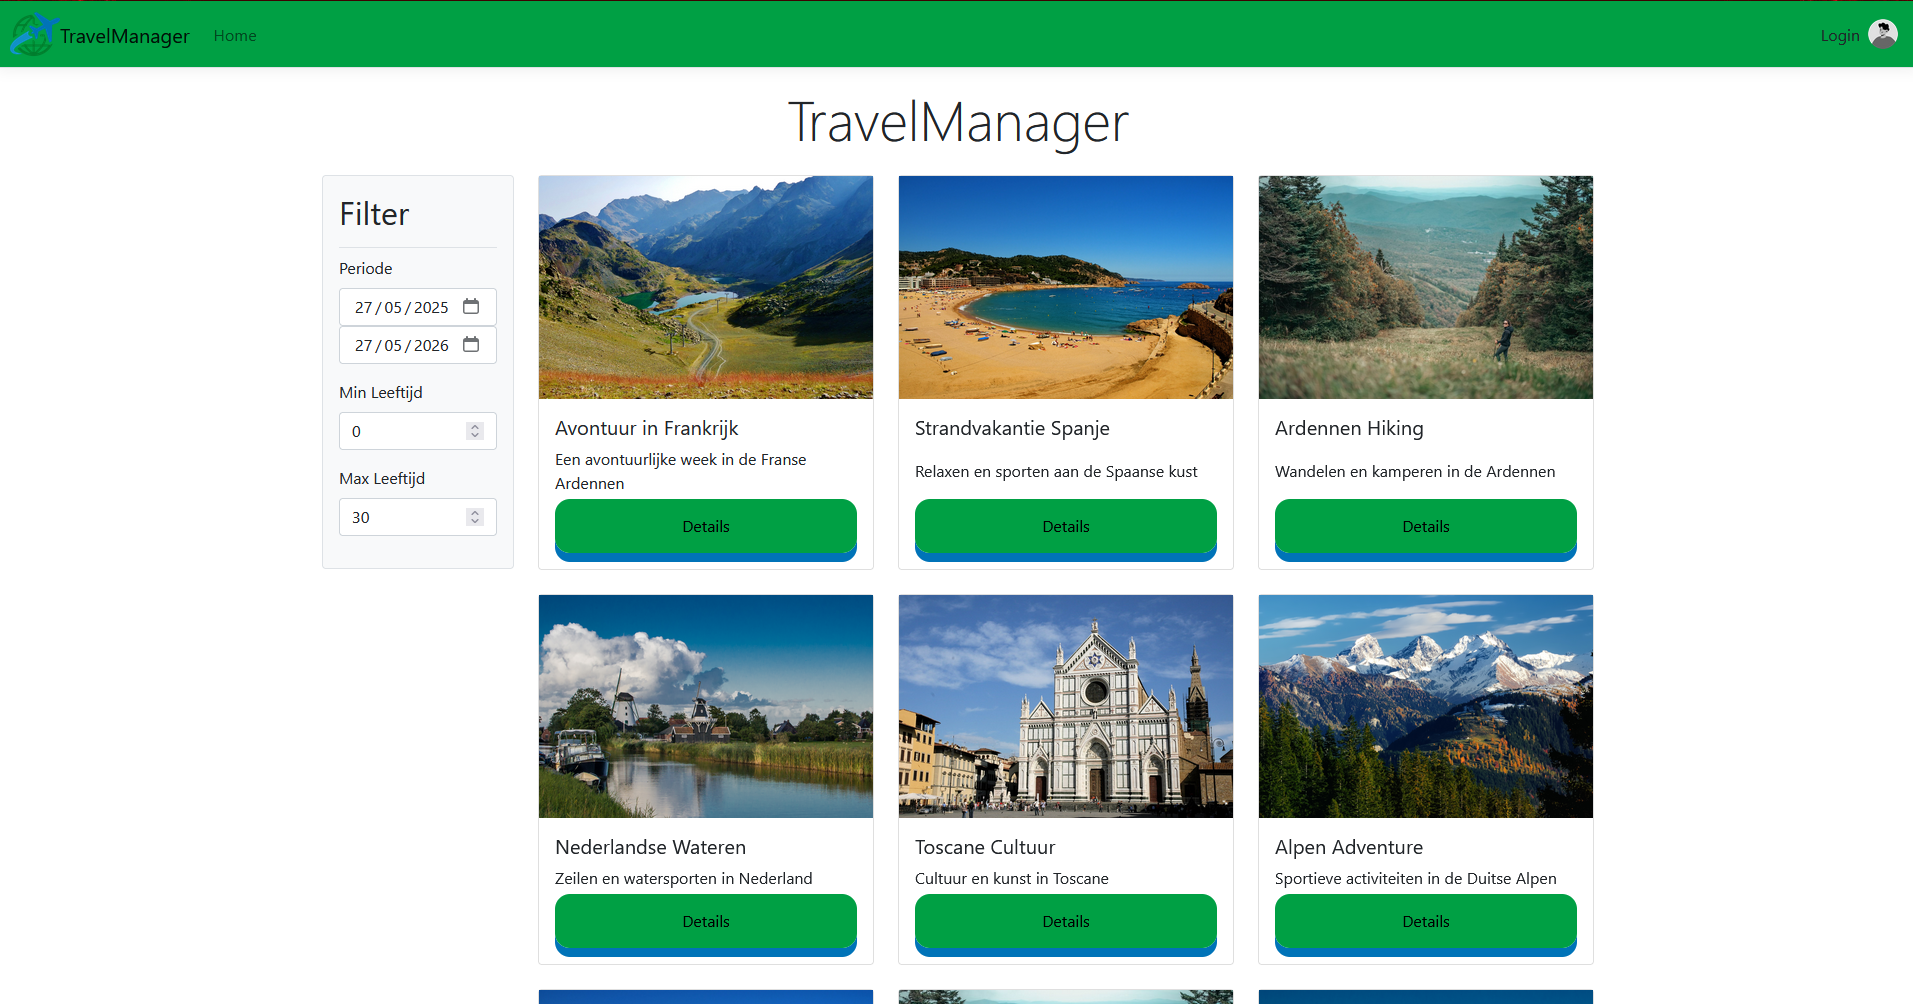 TravelManager
Home
Login
TravelManager
Filter
Periode
27/05/2025
27/05/2026
Min Leeftijd
0
Max Leeftijd
30
Avontuur in Frankrijk
Een avontuurlijke week in de Franse
Ardennen
Details
Strandvakantie Spanje
Relaxen en sporten aan de Spaanse kust
Details
Ardennen Hiking
Wandelen en kamperen in de Ardennen
Details
Nederlandse Wateren
Zeilen en watersporten in Nederland
Details
Toscane Cultuur
Cultuur en kunst in Toscane
Details
Alpen Adventure
Sportieve activiteiten in de Duitse Alpen
Details